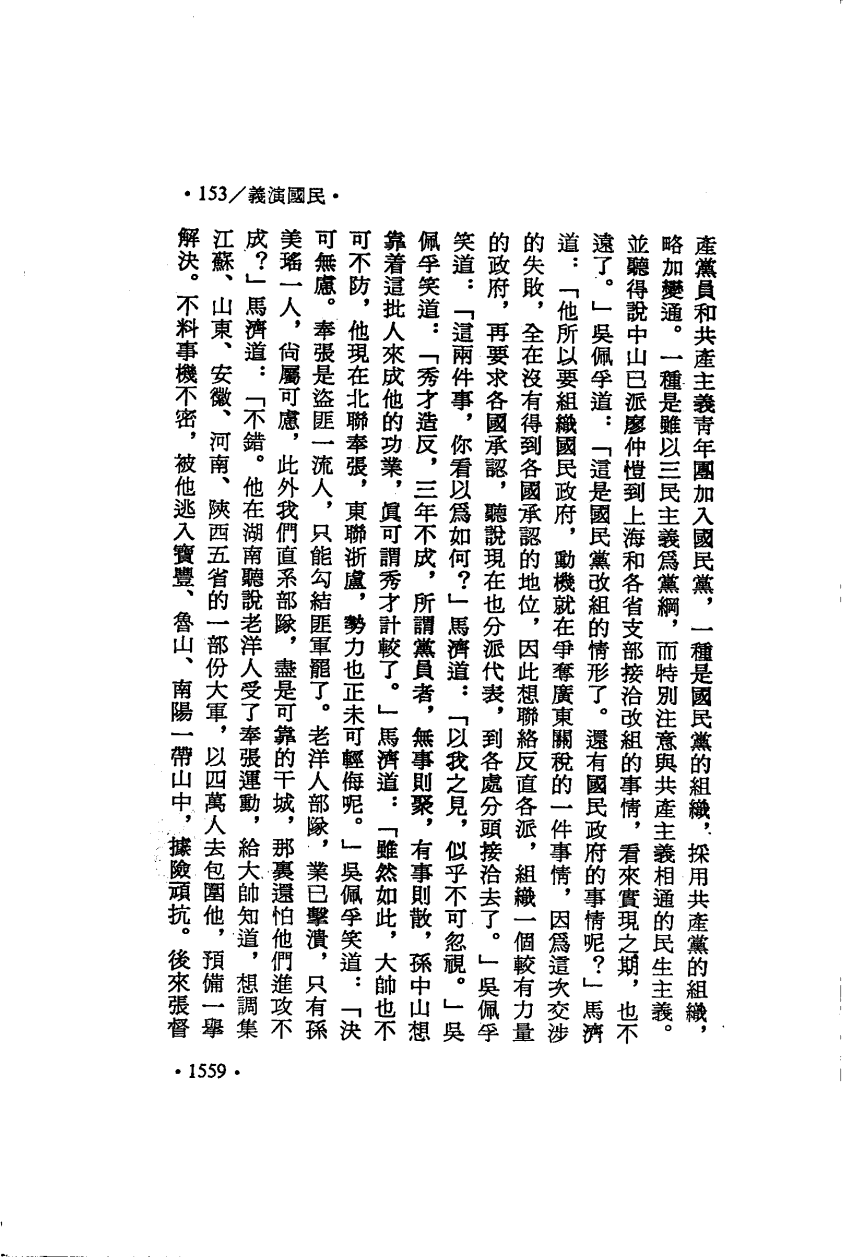 ·民國演義/153·
產黨員和共產主義靑年團加入國民黨，一種是國民黨的組織，採用共產黨的組織，
略加變通。一種是雖以三民主義爲黨綱，而特別注意與共產主義相通的民生主義。
並聽得說中山已派廖仲愷到上海和各省支部接洽改組的事情，看來實現之期，也不
遠了。」吳佩孚道：「這是國民黨改組的情形了。還有國民政府的事情呢？」馬濟
道：「他所以要組織國民政府，動機就在爭奪廣東關稅的一件事情，因爲這次交涉
的失敗，全在沒有得到各國承認的地位，因此想聯絡反直各派，組織一個較有力量
的政府，再要求各國承認，聽說現在也分派代表，到各處分頭接洽去了。」吳佩孚
笑道：「這兩件事，你看以爲如何？」馬濟道：「以我之見，似乎不可忽視。」吳
佩孚笑道：「秀才造反，三年不成，所謂黨員者，無事則聚，有事則散，孫中山想
靠着這批人來成他的功業，眞可謂秀才計較了。」馬濟道：「雖然如此，大帥也不
可不防，他現在北聯奉張，東聯浙盧，勢力也正未可輕侮呢。」吳佩孚笑道：「決
可無慮。奉張是盜匪一流人，只能勾結匪軍罷了。老洋人部隊，業已擊潰，只有孫
美瑤一人，尙屬可慮，此外我們直系部隊，盡是可靠的干城，那裏還怕他們進攻不
成？」馬濟道：「不錯。他在湖南聽說老洋人受了奉張運動，給大帥知道，想調集
江蘇、山東、安徽、河南、陝西五省的一部份大軍，以四萬人去包圍他，預備一擧
解決。不料事機不密，被他逃入寶豐、魯山、南陽一帶山中，據險頑抗。後來張督
·1559·